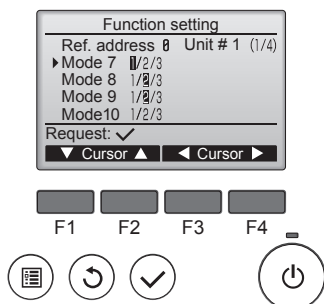 Function setting
Ref. address 0 Unit # 1 (1/4)
Mode 7 1/2/3
Mode 8 1/2/3
Mode 9 1/2/3
Mode10 1/2/3
Request: ✓
▼ Cursor ▲ ◀ Cursor ▶
F1 F2 F3 F4